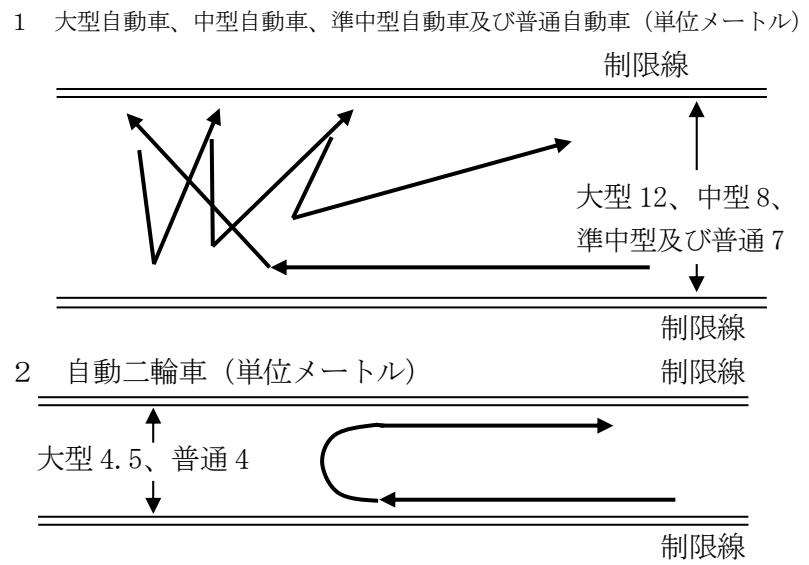 １　大型自動車、中型自動車、準中型自動車及び普通自動車（単位メートル）
制限線
大型 12、中型 8、
準中型及び普通 7
制限線
２　自動二輪車（単位メートル）
制限線
大型 4.5、普通 4
制限線